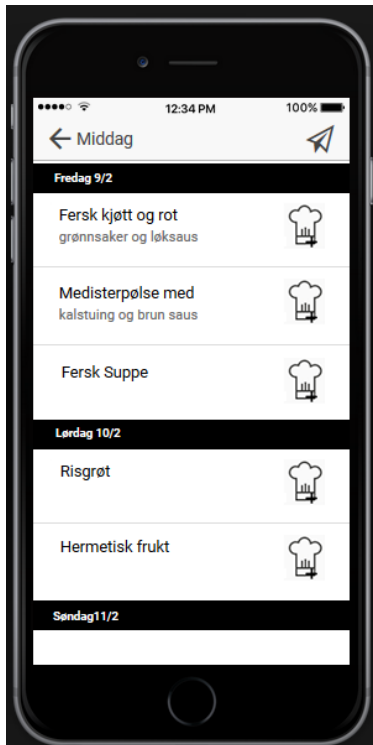 12:34 PM
100%
Middag
Fredag 9/2
Fersk kjøtt og rot
grønnsaker og løksaus
Medisterpølse med
kalstuing og brun saus
Fersk Suppe
Lørdag 10/2
Risgrøt
Hermetisk frukt
Søndag11/2